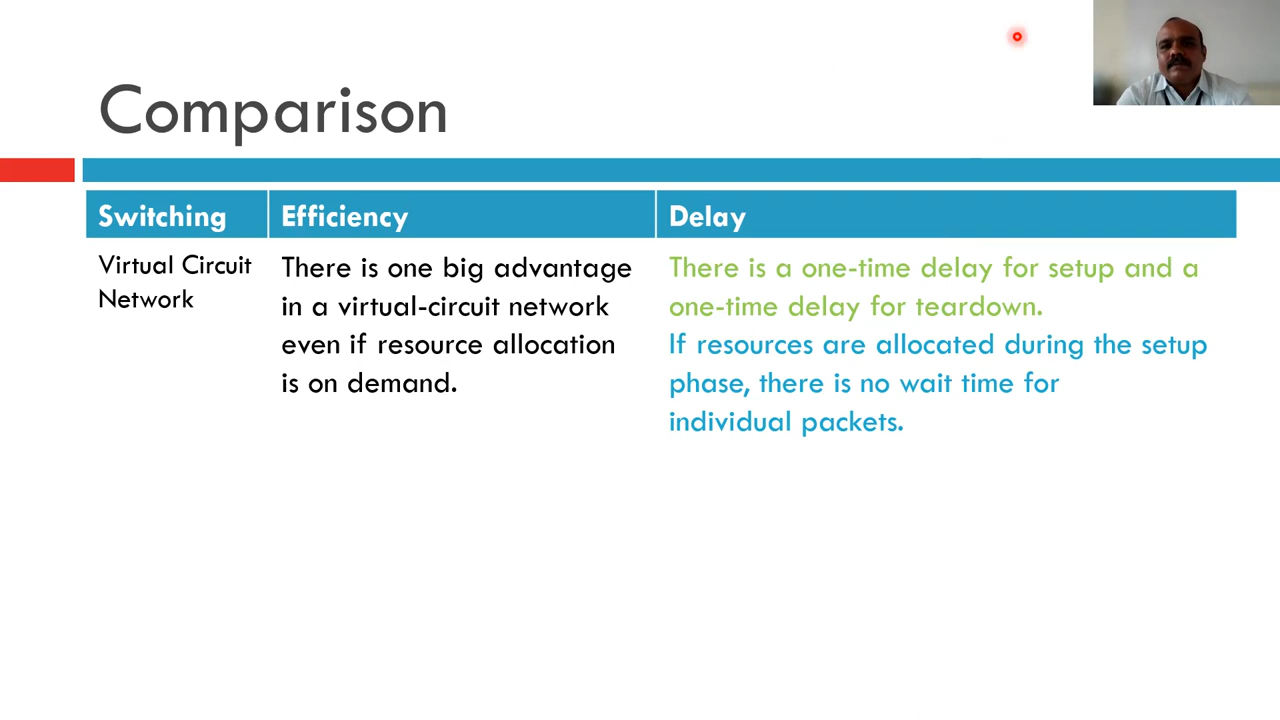 Comparison
Switching
Efficiency
Delay
Virtual Circuit
Network
There is one big advantage
in a virtual-circuit network
even if resource allocation
is on demand.
There is a one-time delay for setup and a
one-time delay for teardown.
If resources are allocated during the setup
phase, there is no wait time for
individual packets.